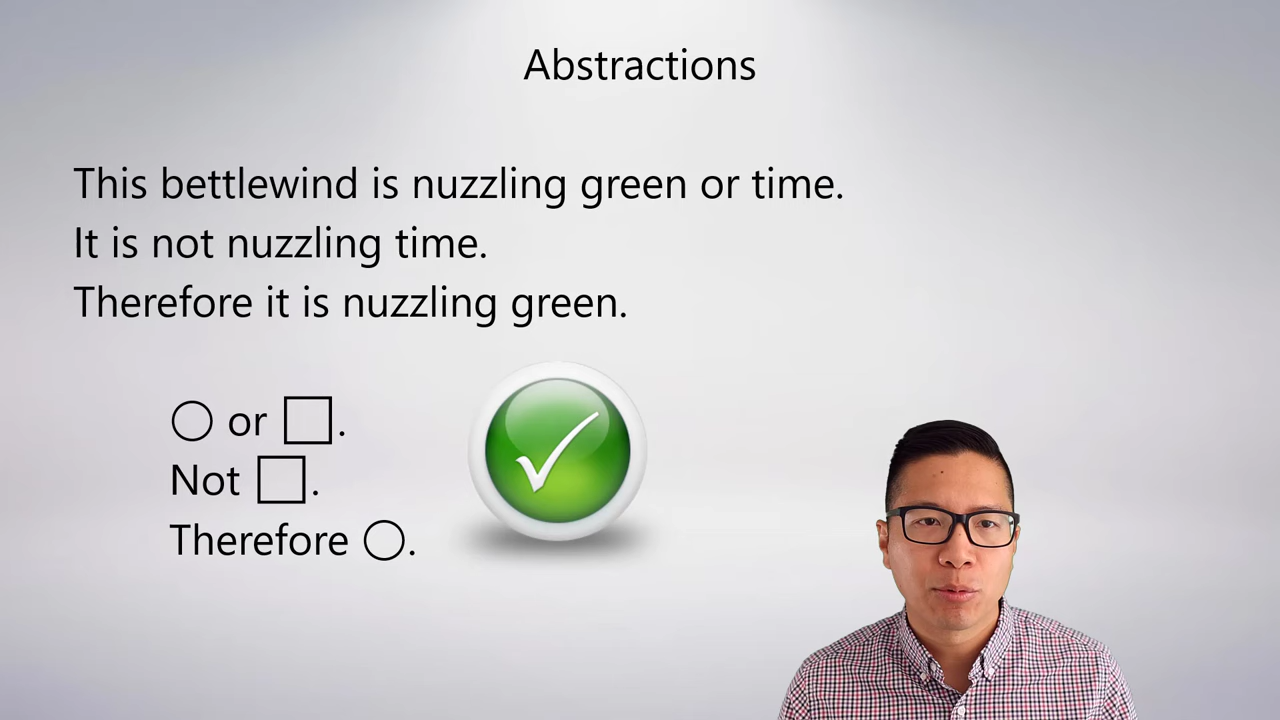 Abstractions
This bettlewind is nuzzling green or time.
It is not nuzzling time.
Therefore it is nuzzling green.
○ or □.
Not □.
Therefore ○.